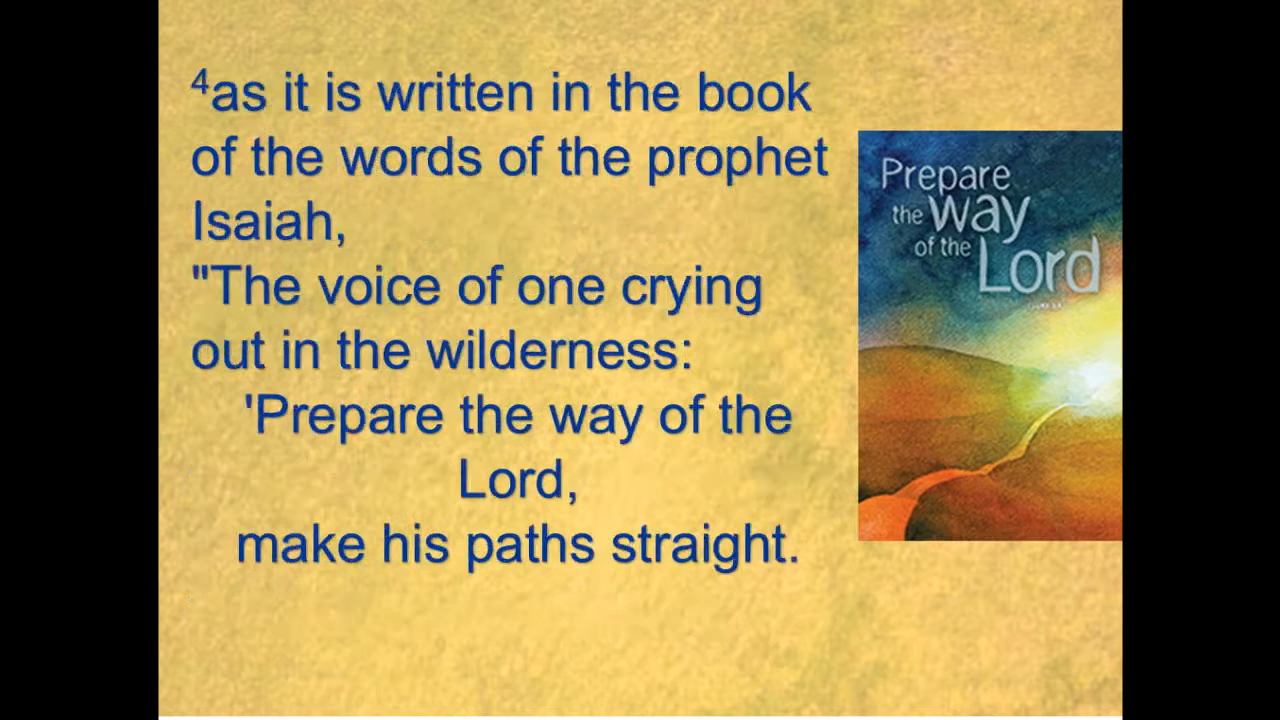 ⁴as it is written in the book
of the words of the prophet
Isaiah,
"The voice of one crying
out in the wilderness:
'Prepare the way of the
Lord,
make his paths straight.
Prepare
the way
of the Lord